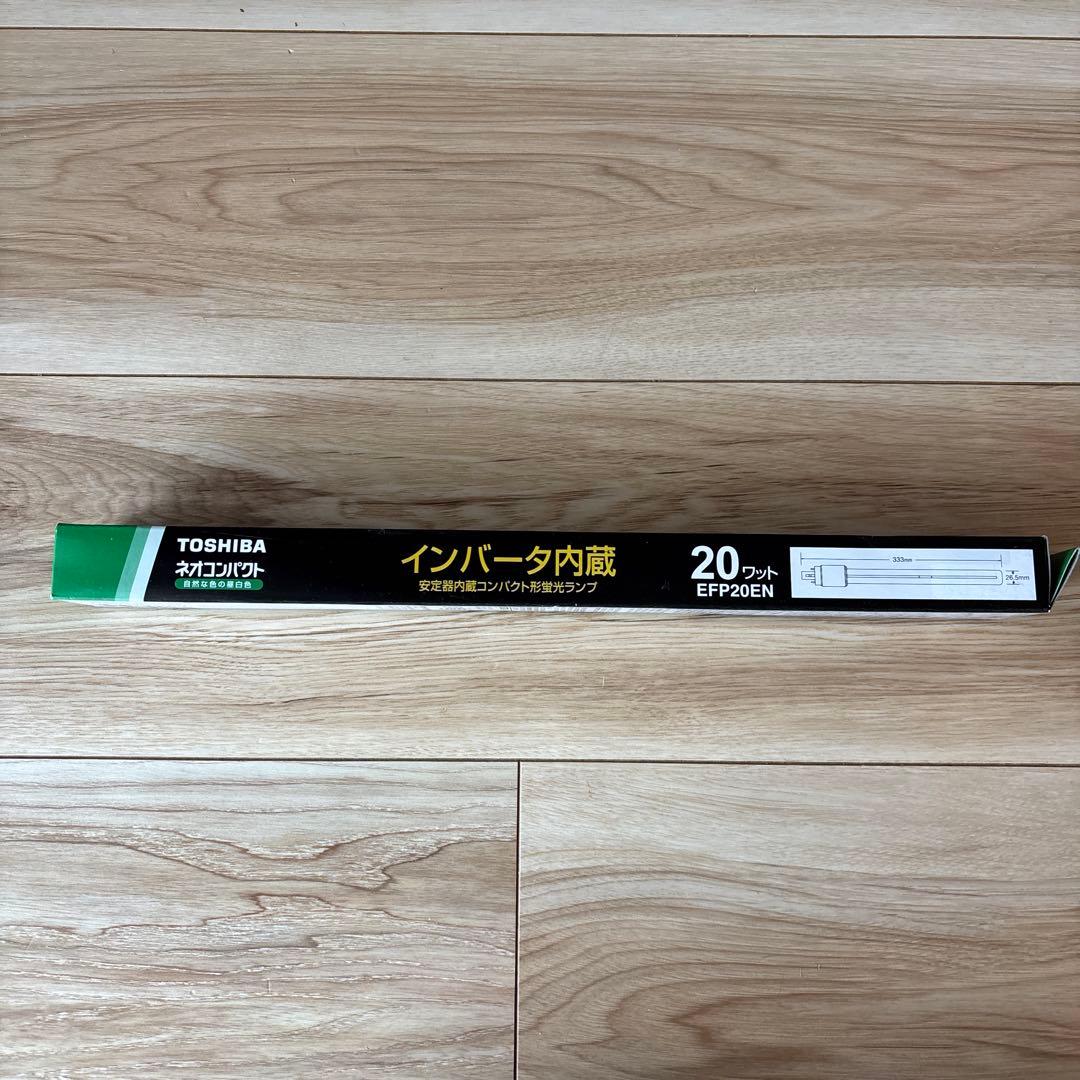 TOSHIBA
ネオコンパクト
自然な色の昼白色
インバータ内蔵
安定器内蔵コンパクト形蛍光ランプ
20ワット
EFP20EN
333mm
26.5mm